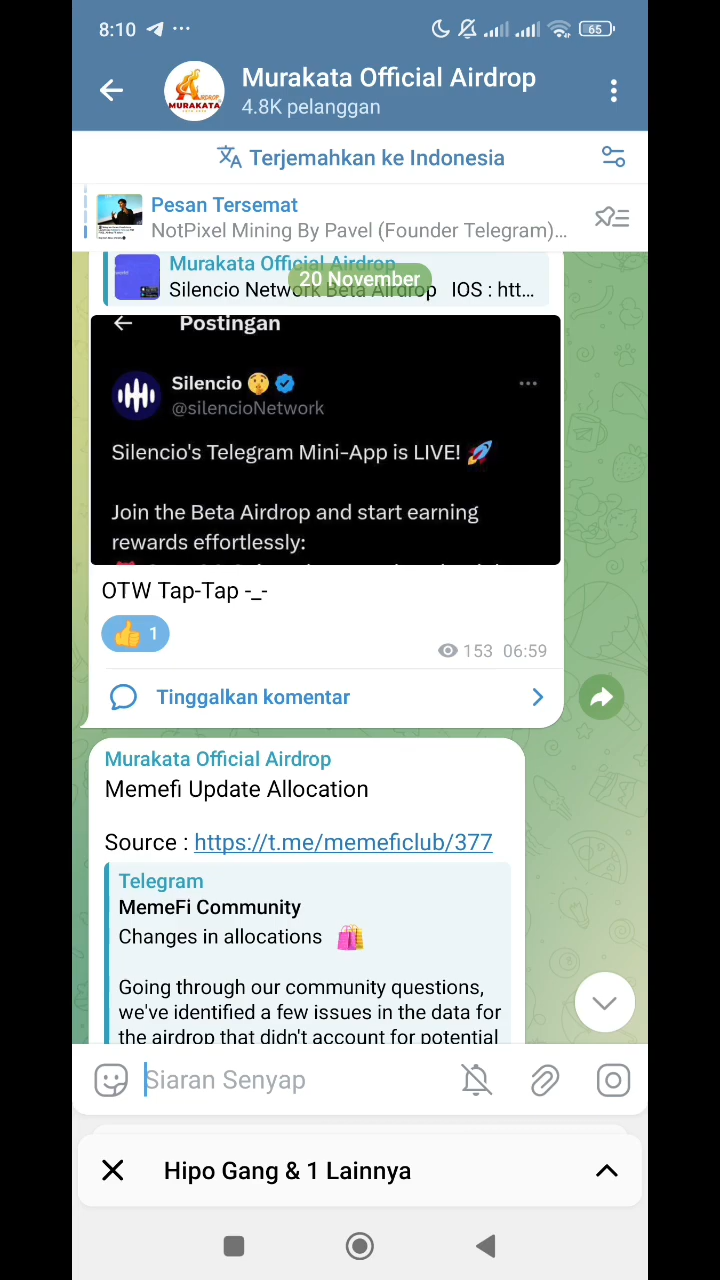 8:10
65
Murakata Official Airdrop
4.8K pelanggan
AIRDROP
MURAKATA
Terjemahkan ke Indonesia
Pesan Tersemat
NotPixel Mining By Pavel (Founder Telegram)...
Murakata Official Airdrop
20 November
Silencio Network Beta Airdrop IOS : htt...
Postingan
Silencio 🤫
@silencioNetwork
Silencio's Telegram Mini-App is LIVE! 🚀
Join the Beta Airdrop and start earning
rewards effortlessly:
OTW Tap-Tap -_-
👍 1
153 06:59
Tinggalkan komentar
Murakata Official Airdrop
Memefi Update Allocation
Source : https://t.me/memeficlub/377
Telegram
MemeFi Community
Changes in allocations 🛍️
Going through our community questions,
we've identified a few issues in the data for
the airdrop that didn't account for potential
Siaran Senyap
Hipo Gang & 1 Lainnya